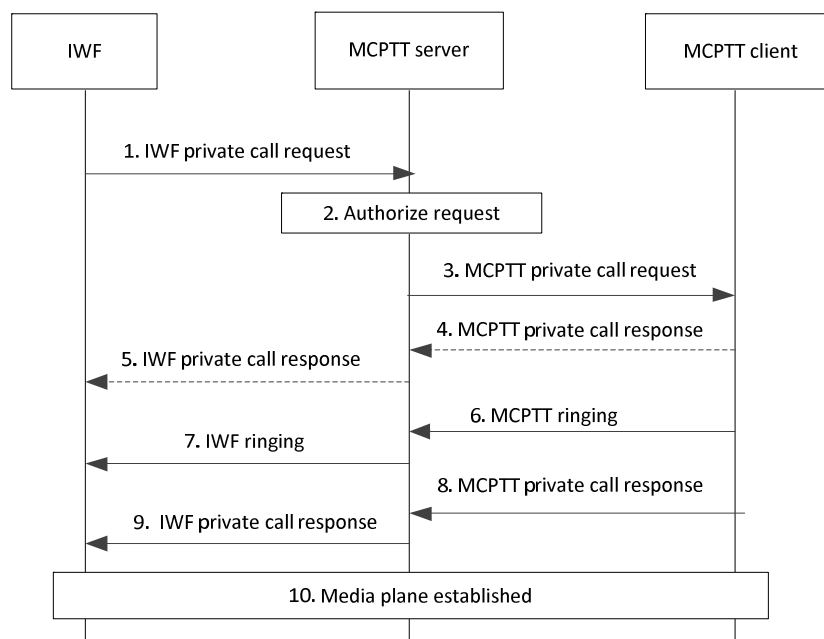 IWF
MCPTT server
MCPTT client
1. IWF private call request
2. Authorize request
3. MCPTT private call request
4. MCPTT private call response
5. IWF private call response
6. MCPTT ringing
7. IWF ringing
8. MCPTT private call response
9. IWF private call response
10. Media plane established